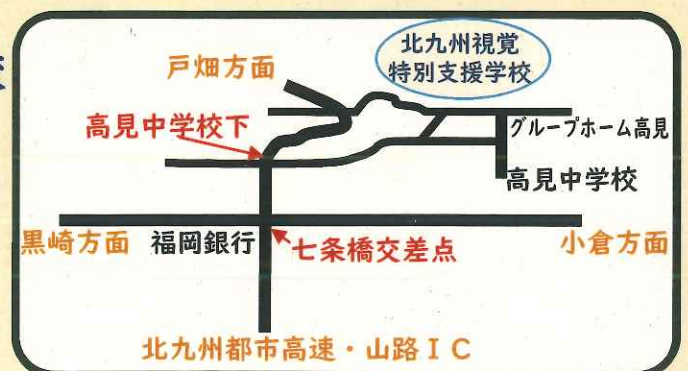 校
北九州視覚
特別支援学校
戸畑方面
高見中学校下
グループホーム高見
高見中学校
黒崎方面
福岡銀行
七条橋交差点
小倉方面
北九州都市高速・山路IC